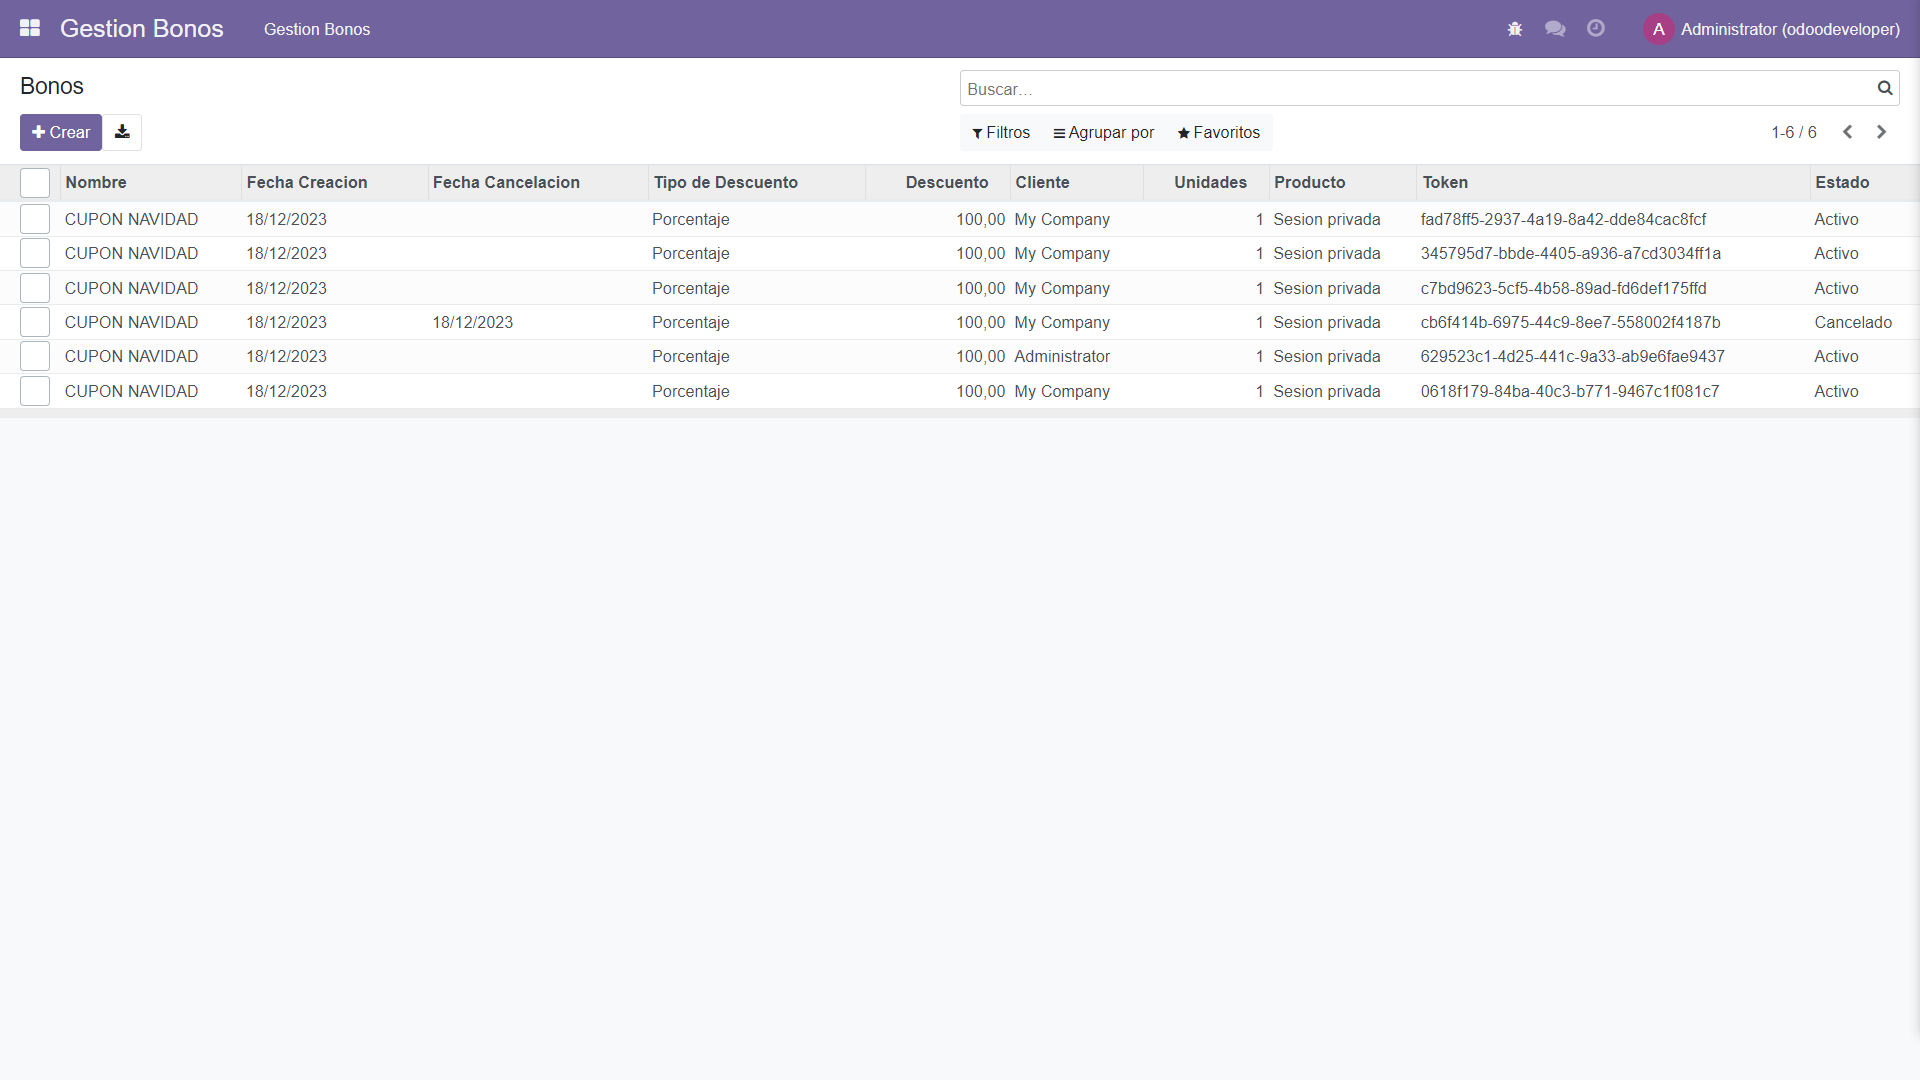 Gestion Bonos Gestion Bonos A Administrator (odoodeveloper)
Bonos Buscar...
Crear Filtros Agrupar por Favoritos 1-6 / 6
Nombre Fecha Creacion Fecha Cancelacion Tipo de Descuento Descuento Cliente Unidades Producto Token Estado
CUPON NAVIDAD 18/12/2023 Porcentaje 100,00 My Company 1 Sesion privada fad78ff5-2937-4a19-8a42-dde84cac8fcf Activo
CUPON NAVIDAD 18/12/2023 Porcentaje 100,00 My Company 1 Sesion privada 345795d7-bbde-4405-a936-a7cd3034ff1a Activo
CUPON NAVIDAD 18/12/2023 Porcentaje 100,00 My Company 1 Sesion privada c7bd9623-5cf5-4b58-89ad-fd6def175ffd Activo
CUPON NAVIDAD 18/12/2023 18/12/2023 Porcentaje 100,00 My Company 1 Sesion privada cb6f414b-6975-44c9-8ee7-558002f4187b Cancelado
CUPON NAVIDAD 18/12/2023 Porcentaje 100,00 Administrator 1 Sesion privada 629523c1-4d25-441c-9a33-ab9e6fae9437 Activo
CUPON NAVIDAD 18/12/2023 Porcentaje 100,00 My Company 1 Sesion privada 0618f179-84ba-40c3-b771-9467c1f081c7 Activo